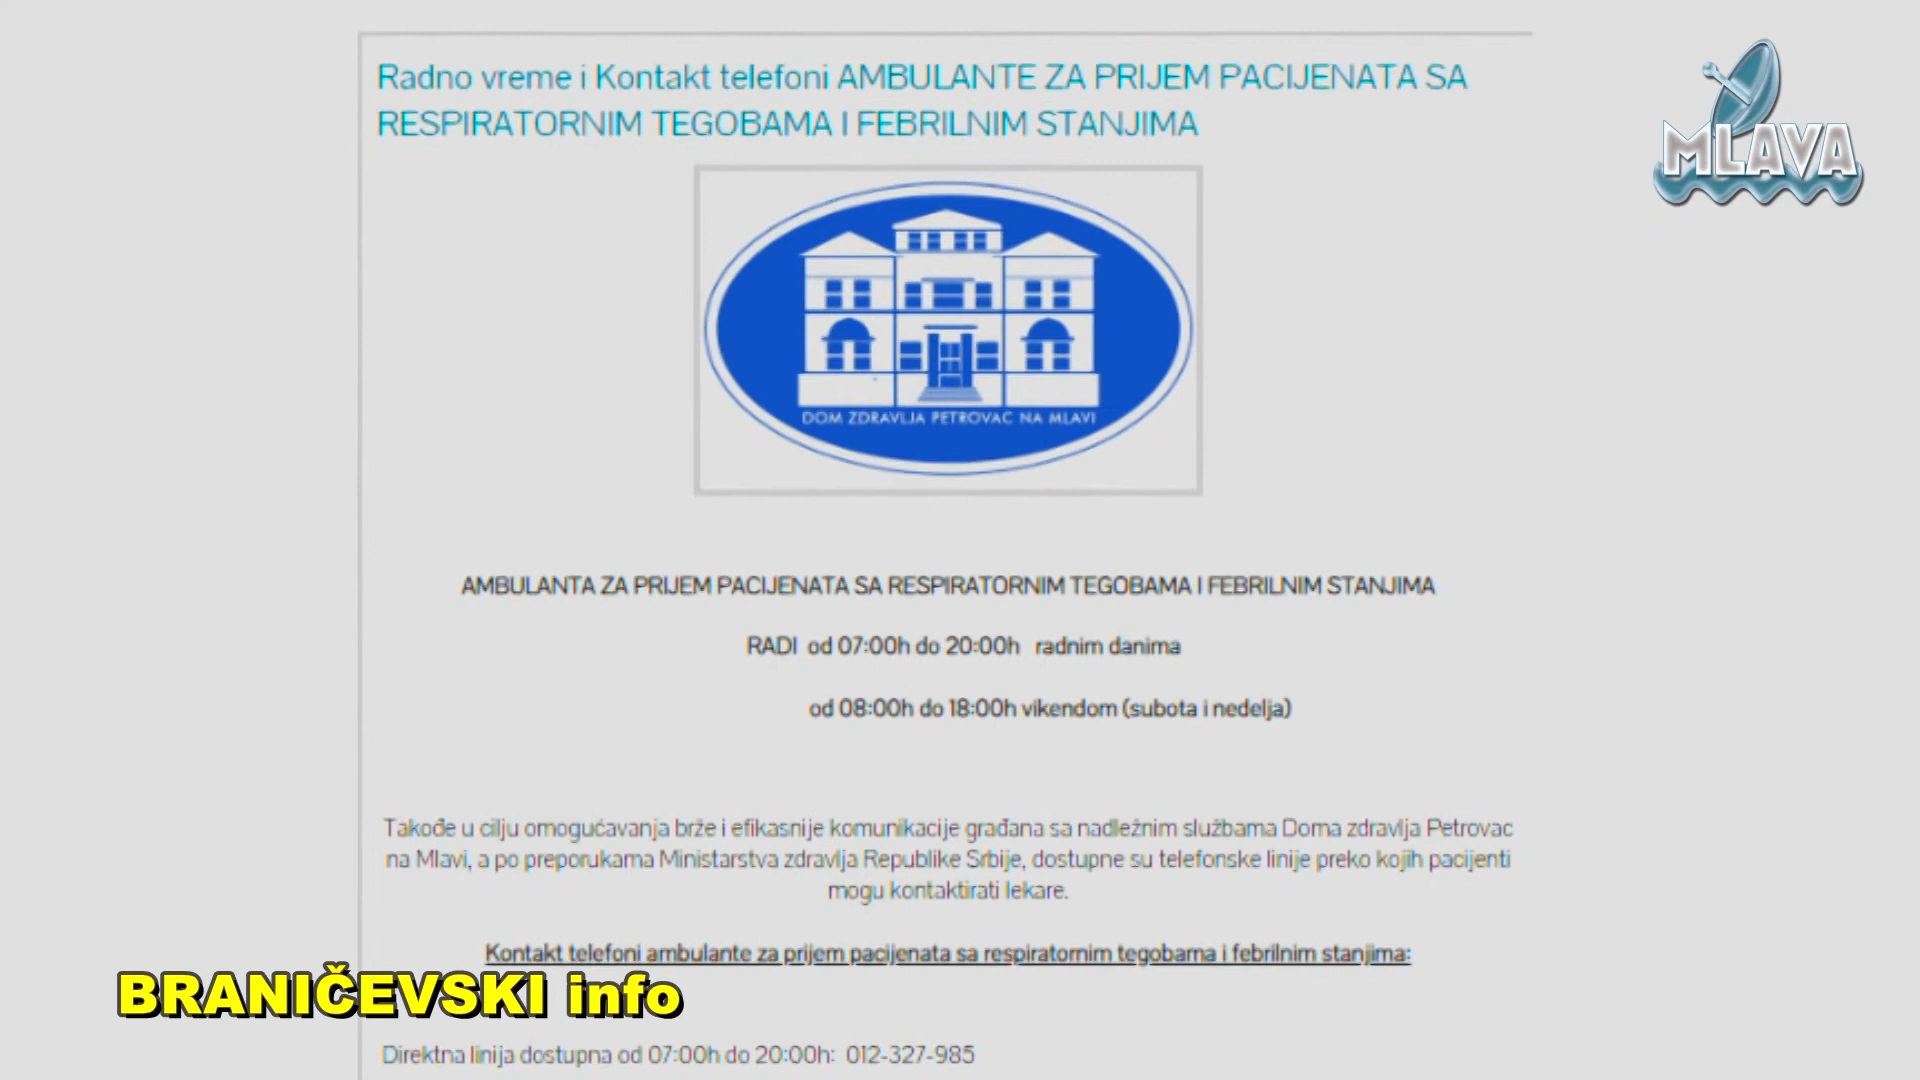 Radno vreme i Kontakt telefoni AMBULANTE ZA PRIJEM PACIJENATA SA
RESPIRATORNIM TEGOBAMA I FEBRILNIM STANJIMA
MLAVA
DOM ZDRAVLJA PETROVAC NA MLAVI
AMBULANTA ZA PRIJEM PACIJENATA SA RESPIRATORNIM TEGOBAMA I FEBRILNIM STANJIMA
RADI od 07:00h do 20:00h radnim danima
od 08:00h do 18:00h vikendom (subota i nedelja)
Takođe u cilju omogućavanja brže i efikasnije komunikacije građana sa nadležnim službama Doma zdravlja Petrovac
na Mlavi, a po preporukama Ministarstva zdravlja Republike Srbije, dostupne su telefonske linije preko kojih pacijenti
mogu kontaktirati lekare.
Kontakt telefoni ambulante za prijem pacijenata sa respiratornim tegobama i febrilnim stanjima:
BRANIČEVSKI info
Direktna linija dostupna od 07:00h do 20:00h: 012-327-985